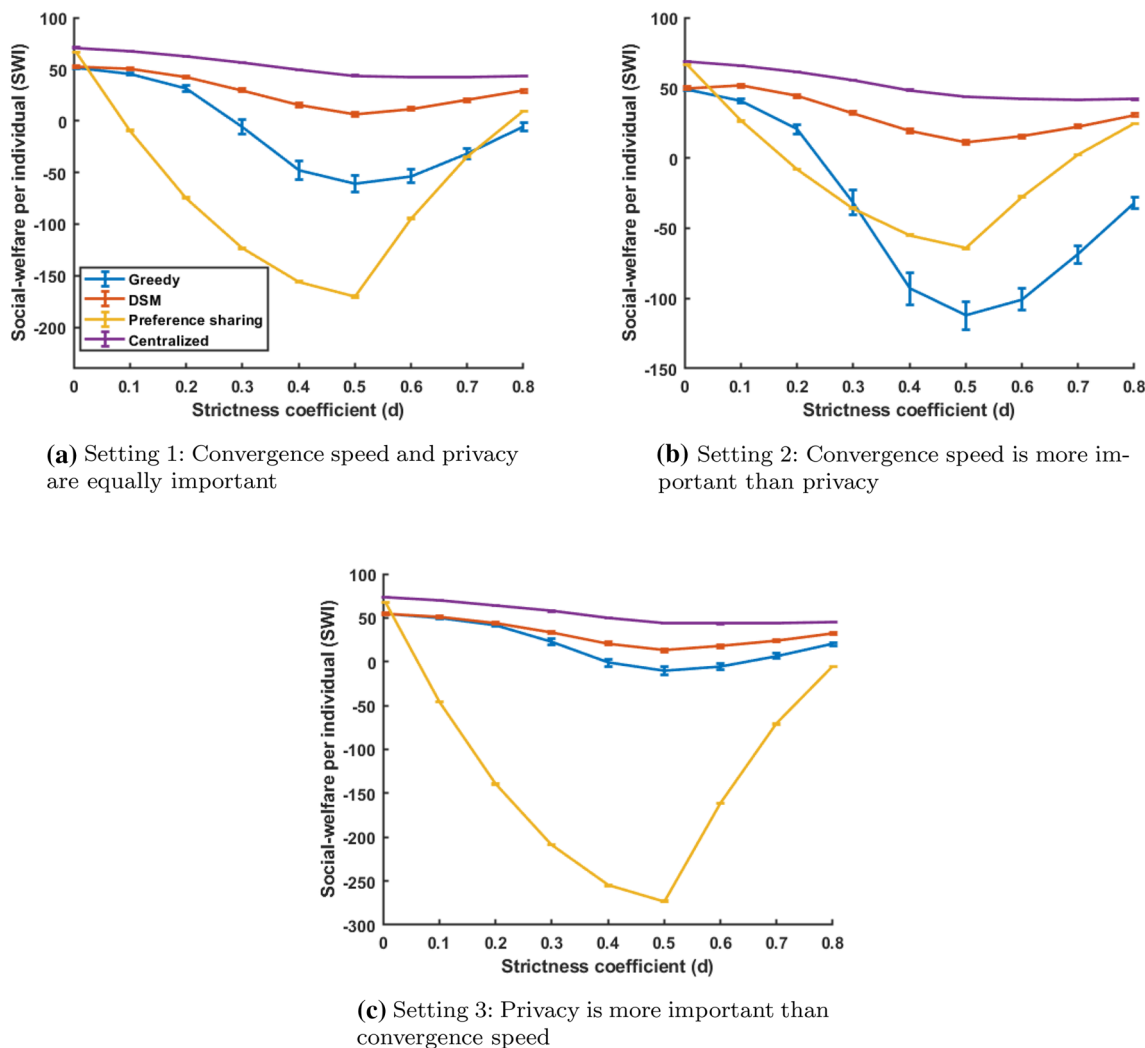 100
50
0
-50
-100
-150
-200
Social-welfare per individual (SWI)
Greedy
DSM
Preference sharing
Centralized
0 0.1 0.2 0.3 0.4 0.5 0.6 0.7 0.8
Strictness coefficient (d)
(a) Setting 1: Convergence speed and privacy
are equally important
100
50
0
-50
-100
-150
Social-welfare per individual (SWI)
0 0.1 0.2 0.3 0.4 0.5 0.6 0.7 0.8
Strictness coefficient (d)
(b) Setting 2: Convergence speed is more im-
portant than privacy
100
50
0
-50
-100
-150
-200
-250
-300
Social-welfare per individual (SWI)
0 0.1 0.2 0.3 0.4 0.5 0.6 0.7 0.8
Strictness coefficient (d)
(c) Setting 3: Privacy is more important than
convergence speed